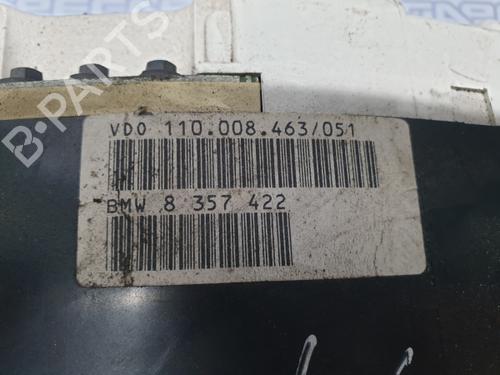 VDO 110.008.463/051
BMW 8 357 422
B-PARTS